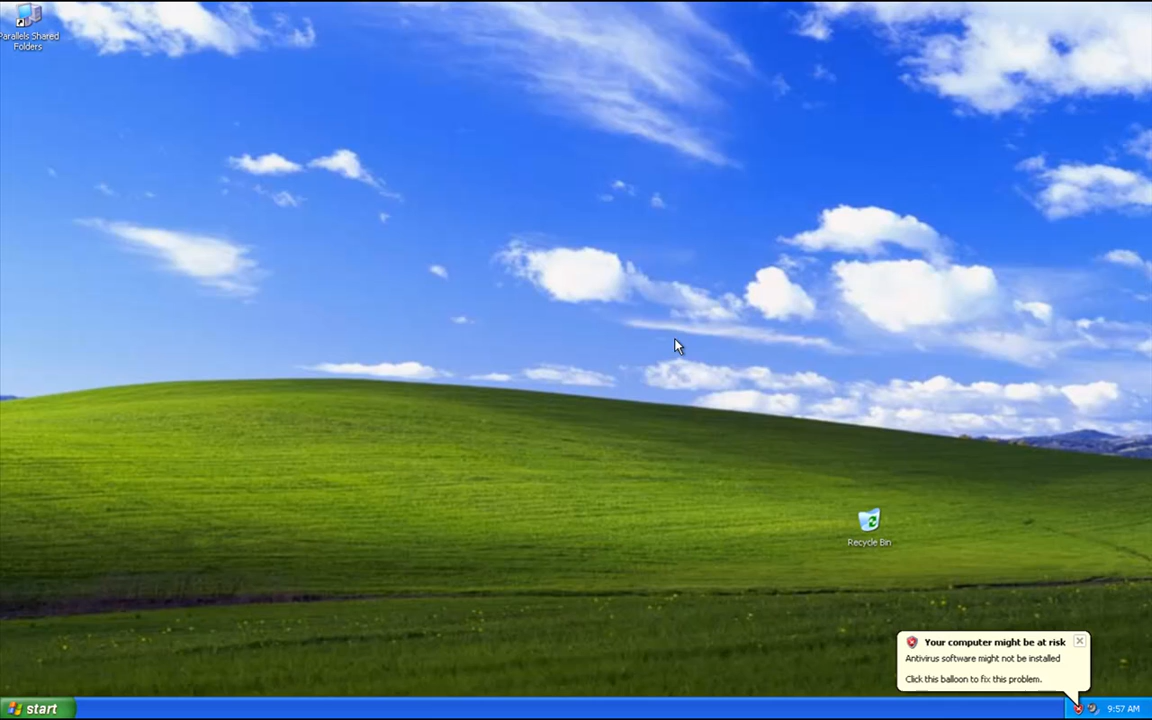 Parallels Shared
Folders
Recycle Bin
Your computer might be at risk
Antivirus software might not be installed
Click this balloon to fix this problem.
start
9:57 AM